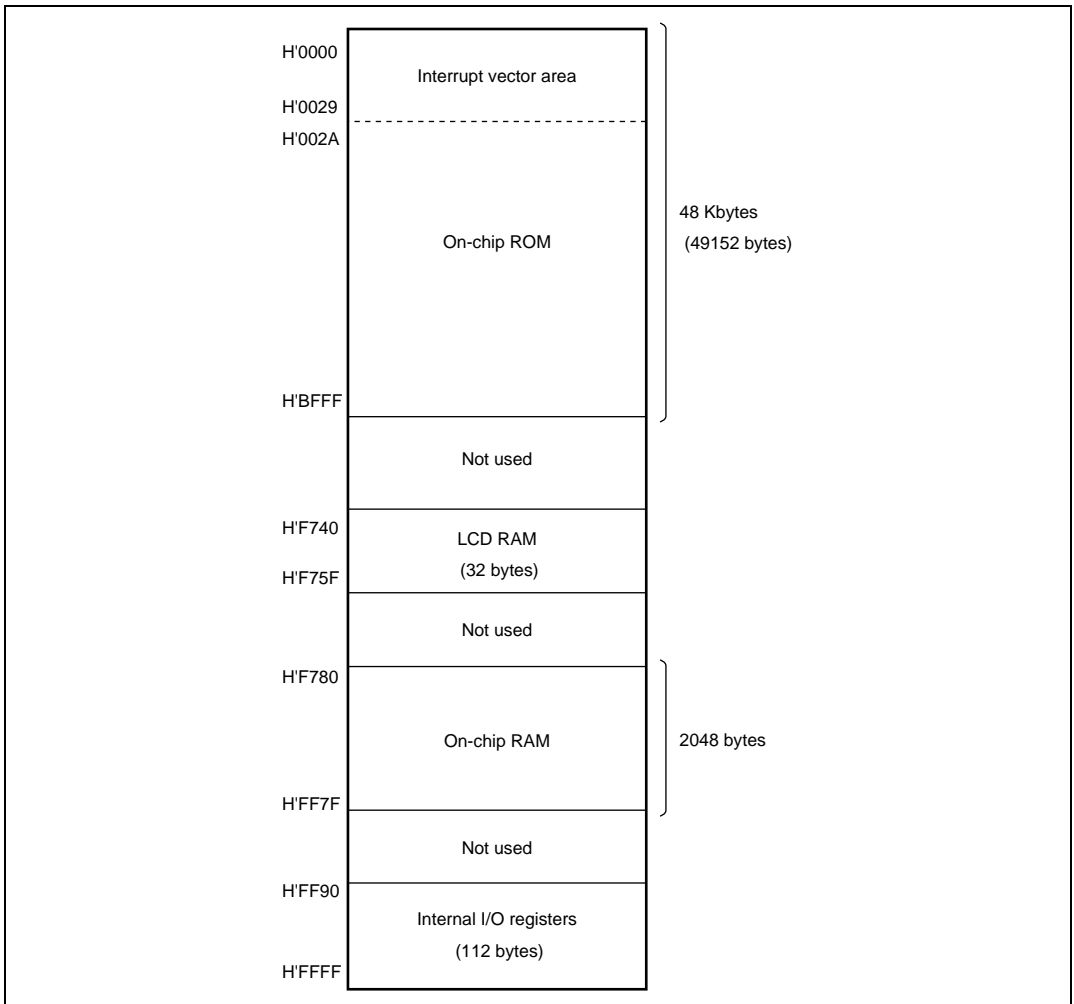 H'0000
Interrupt vector area
H'0029
H'002A
48 Kbytes
(49152 bytes)
On-chip ROM
H'BFFF
Not used
H'F740
LCD RAM
(32 bytes)
H'F75F
Not used
H'F780
On-chip RAM
2048 bytes
H'FF7F
Not used
H'FF90
Internal I/O registers
(112 bytes)
H'FFFF